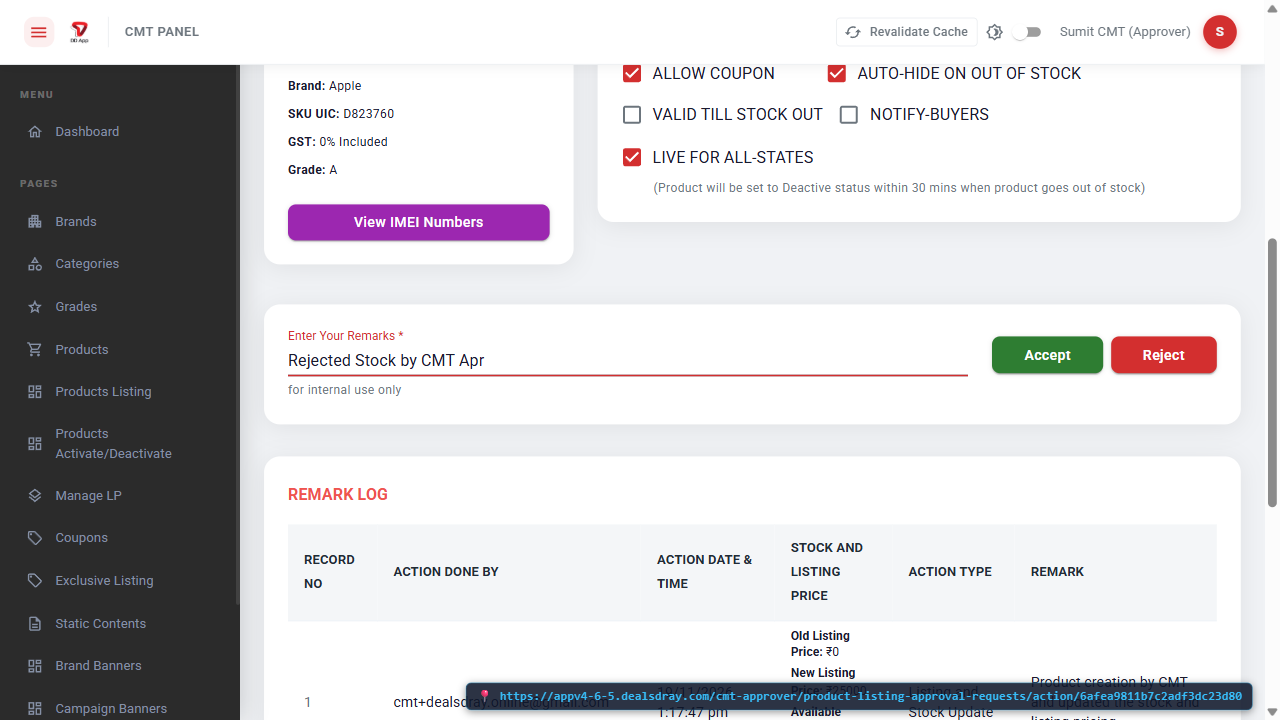 DD-App
CMT PANEL
Revalidate Cache
Sumit CMT (Approver)
S
MENU
Dashboard
PAGES
Brands
Categories
Grades
Products
Products Listing
Products
Activate/Deactivate
Manage LP
Coupons
Exclusive Listing
Static Contents
Brand Banners
Campaign Banners
Brand: Apple
SKU UIC: D823760
GST: 0% Included
Grade: A
View IMEI Numbers
ALLOW COUPON
AUTO-HIDE ON OUT OF STOCK
VALID TILL STOCK OUT
NOTIFY-BUYERS
LIVE FOR ALL-STATES
(Product will be set to Deactive status within 30 mins when product goes out of stock)
Enter Your Remarks *
Rejected Stock by CMT Apr
for internal use only
Accept
Reject
REMARK LOG
RECORD NO
ACTION DONE BY
ACTION DATE & TIME
STOCK AND LISTING PRICE
ACTION TYPE
REMARK
1
cmt+dealsdray.online@gmail.com
1:17:47 pm
Old Listing
Price: ₹0
New Listing
Available
Stock Update
Product creation by CMT
listing pricing
https://appv4-6-5.dealsdray.com/cmt-approver/product-listing-approval-requests/action/6afea9811b7c2adf3dc23d80